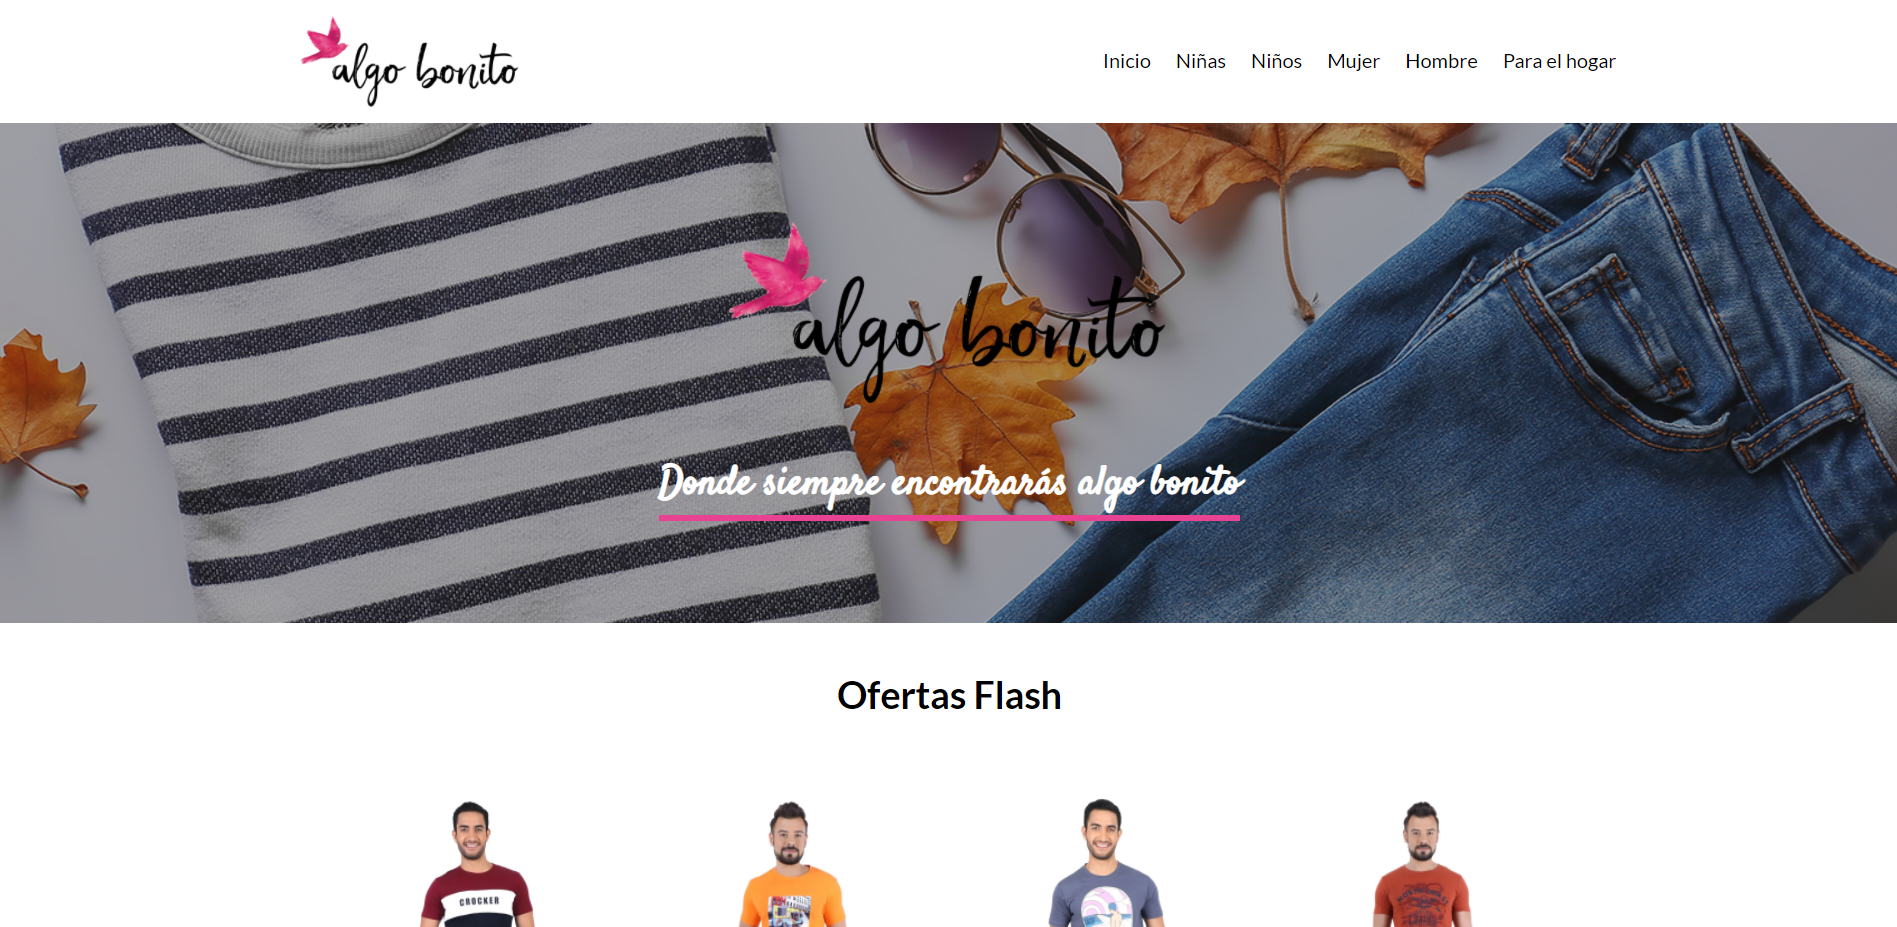 algo bonito
Inicio Niñas Niños Mujer Hombre Para el hogar
algo bonito
Donde siempre encontrarás algo bonito
Ofertas Flash
CROCKER